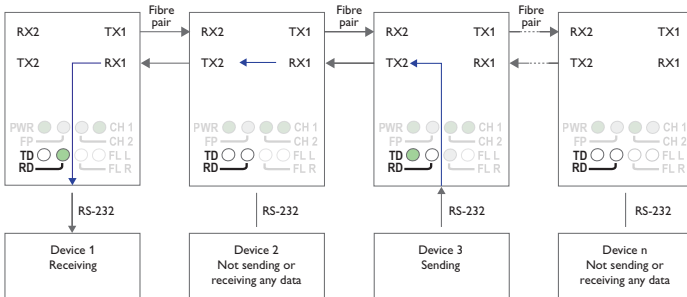 Fibre pair
Fibre pair
Fibre pair
RX2 TX1
TX2 RX1
PWR CH 1
FP CH 2
TD FL L
RD FL R
RX2 TX1
TX2 RX1
PWR CH 1
FP CH 2
TD FL L
RD FL R
RX2 TX1
TX2 RX1
PWR CH 1
FP CH 2
TD FL L
RD FL R
RX2 TX1
TX2 RX1
PWR CH 1
FP CH 2
TD FL L
RD FL R
RS-232
RS-232
RS-232
RS-232
Device 1
Receiving
Device 2
Not sending or
receiving any data
Device 3
Sending
Device n
Not sending or
receiving any data